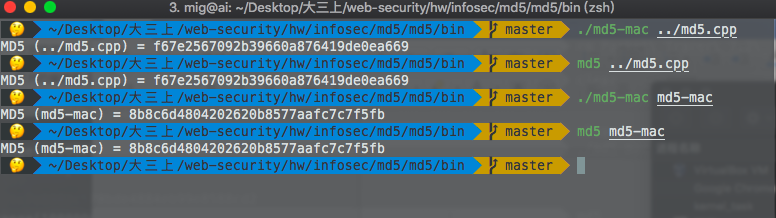 3. mig@ai: ~/Desktop/大三上/web-security/hw/infosec/md5/md5/bin (zsh)
~/Desktop/大三上/web-security/hw/infosec/md5/md5/bin master ./md5-mac ../md5.cpp
MD5 (../md5.cpp) = f67e2567092b39660a876419de0ea669
~/Desktop/大三上/web-security/hw/infosec/md5/md5/bin master md5 ../md5.cpp
MD5 (../md5.cpp) = f67e2567092b39660a876419de0ea669
~/Desktop/大三上/web-security/hw/infosec/md5/md5/bin master ./md5-mac md5-mac
MD5 (md5-mac) = 8b8c6d4804202620b8577aafc7c7f5fb
~/Desktop/大三上/web-security/hw/infosec/md5/md5/bin master md5 md5-mac
MD5 (md5-mac) = 8b8c6d4804202620b8577aafc7c7f5fb
~/Desktop/大三上/web-security/hw/infosec/md5/md5/bin master